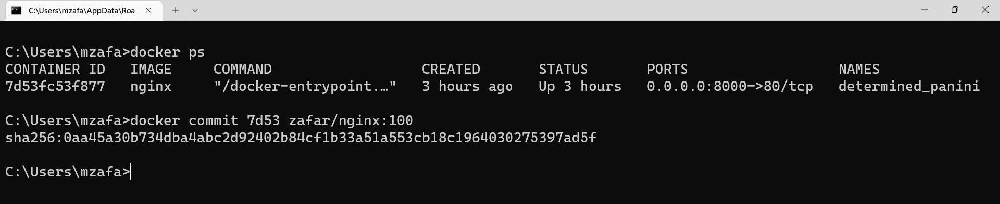 C:\Users\mzafa\AppData\Roa
C:\Users\mzafa>docker ps
CONTAINER ID   IMAGE     COMMAND                  CREATED       STATUS       PORTS                  NAMES
7d53fc53f877   nginx     "/docker-entrypoint.…"   3 hours ago   Up 3 hours   0.0.0.0:8000->80/tcp   determined_panini
C:\Users\mzafa>docker commit 7d53 zafar/nginx:100
sha256:0aa45a30b734dba4abc2d92402b84cf1b33a51a553cb18c1964030275397ad5f
C:\Users\mzafa>